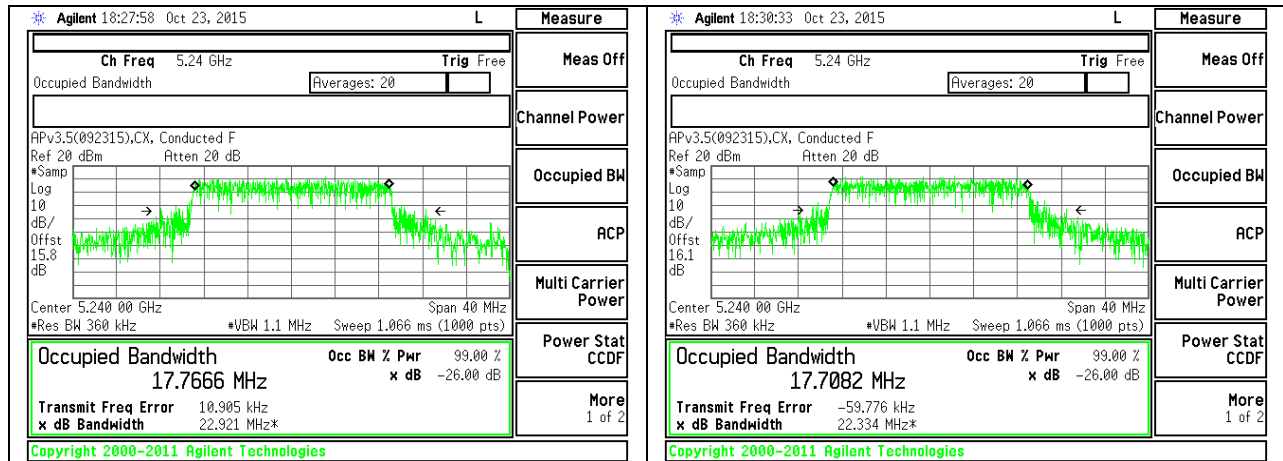 Agilent 18:27:58 Oct 23, 2015 L Measure
Ch Freq 5.24 GHz Trig Free
Occupied Bandwidth Averages: 20
APv3.5(092315),CX, Conducted F
Ref 20 dBm Atten 20 dB
#Samp
Log
10
dB/
Offst
15.8
dB
Center 5.240 00 GHz Span 40 MHz
#Res BW 360 kHz #VBW 1.1 MHz Sweep 1.066 ms (1000 pts)
Occupied Bandwidth Occ BW % Pwr 99.00 %
17.7666 MHz x dB -26.00 dB
Transmit Freq Error 10.905 kHz
x dB Bandwidth 22.921 MHz*
Copyright 2000-2011 Agilent Technologies
Meas Off
Channel Power
Occupied BW
ACP
Multi Carrier
Power
Power Stat
CCDF
More
1 of 2
Agilent 18:30:33 Oct 23, 2015 L Measure
Ch Freq 5.24 GHz Trig Free
Occupied Bandwidth Averages: 20
APv3.5(092315),CX, Conducted F
Ref 20 dBm Atten 20 dB
#Samp
Log
10
dB/
Offst
16.1
dB
Center 5.240 00 GHz Span 40 MHz
#Res BW 360 kHz #VBW 1.1 MHz Sweep 1.066 ms (1000 pts)
Occupied Bandwidth Occ BW % Pwr 99.00 %
17.7082 MHz x dB -26.00 dB
Transmit Freq Error -59.776 kHz
x dB Bandwidth 22.334 MHz*
Copyright 2000-2011 Agilent Technologies
Meas Off
Channel Power
Occupied BW
ACP
Multi Carrier
Power
Power Stat
CCDF
More
1 of 2